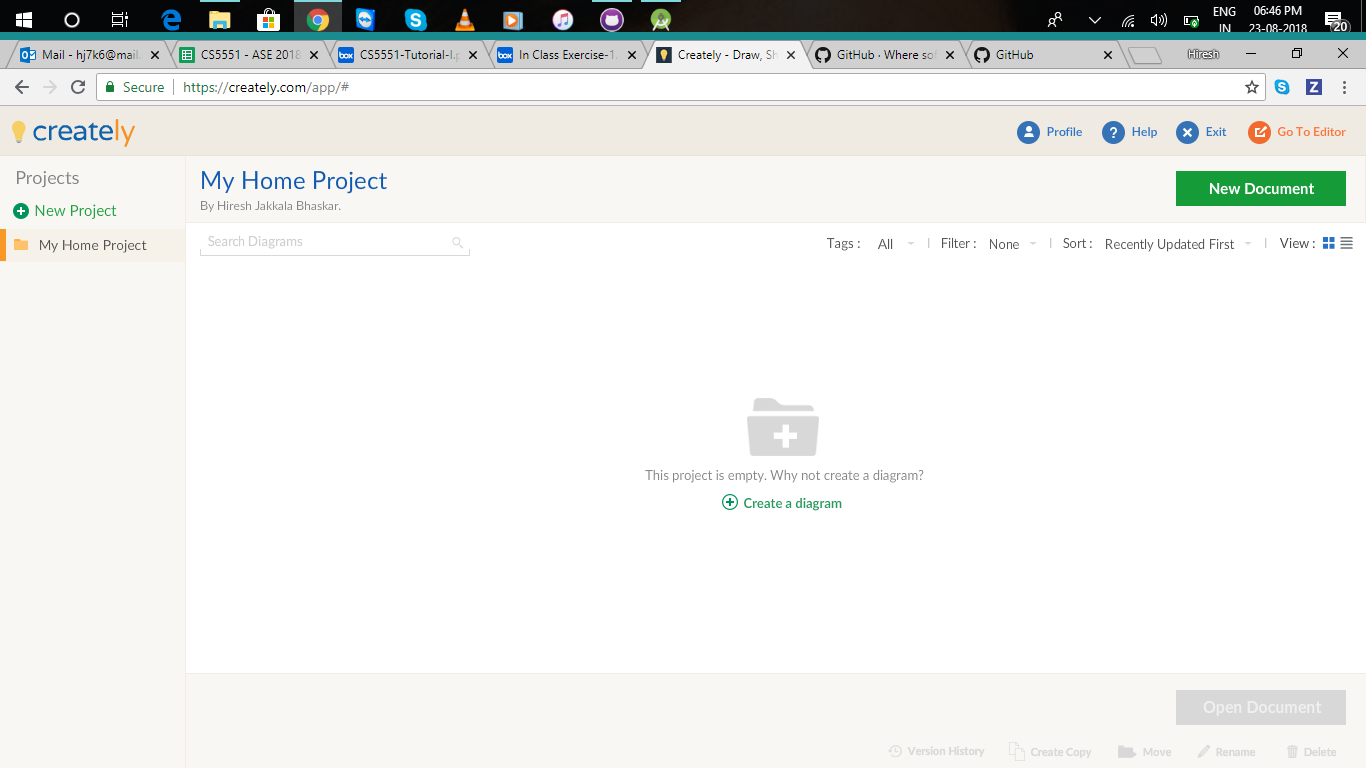 ENG 06:46 PM
IN 23-08-2018 20
Mail - hj7k6@mail. CS5551 - ASE 2018 CS5551-Tutorial-I.p In Class Exercise-1. Creately - Draw, Sh GitHub · Where so GitHub Hiresh
Secure https://creately.com/app/#
creately Profile Help Exit Go To Editor
Projects
New Project
My Home Project
My Home Project
By Hiresh Jakkala Bhaskar.
New Document
Search Diagrams Tags : All Filter : None Sort : Recently Updated First View :
This project is empty. Why not create a diagram?
Create a diagram
Open Document
Version History Create Copy Move Rename Delete